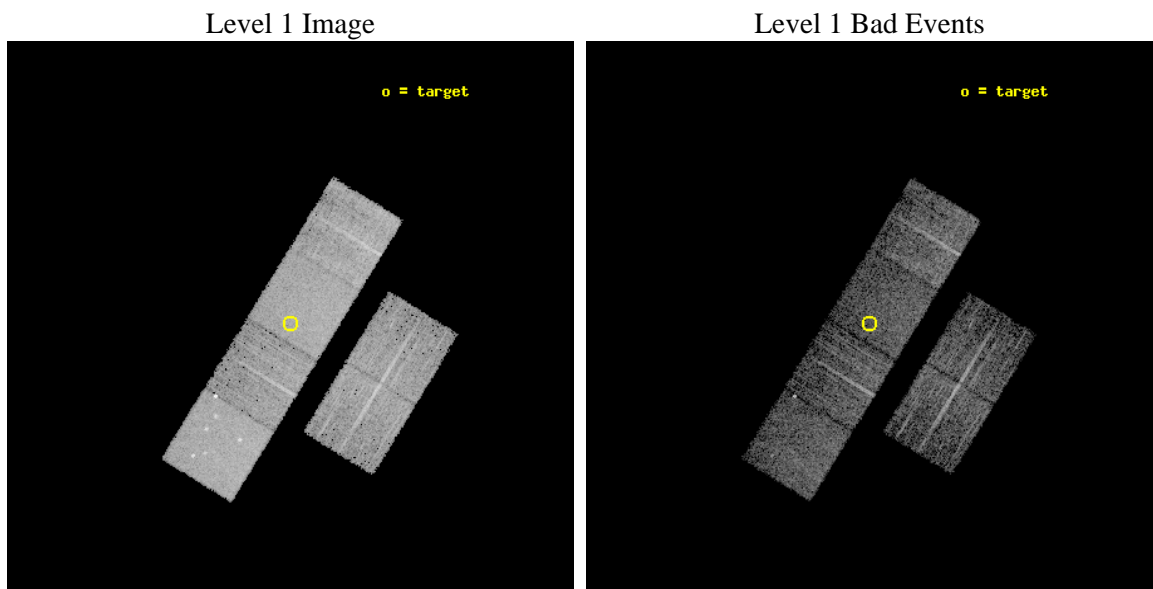 Level 1 Image
Level 1 Bad Events
o = target
o = target